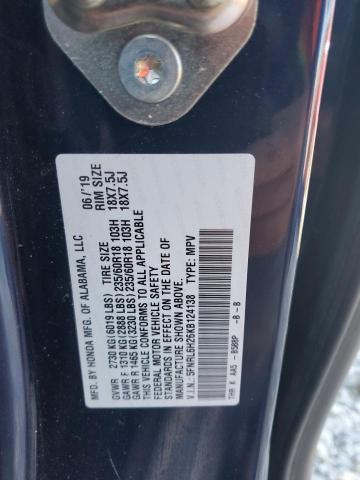 MFD. BY HONDA MFG. OF ALABAMA, LLC 06/'19
TIRE SIZE RIM SIZE
GVWR 2730 KG (6019 LBS)
GAWR F 1310 KG (2888 LBS) 235/60R18 103H 18X7.5J
GAWR R 1465 KG (3230 LBS) 235/60R18 103H 18X7.5J
THIS VEHICLE CONFORMS TO ALL APPLICABLE
FEDERAL MOTOR VEHICLE SAFETY
STANDARDS IN EFFECT ON THE DATE OF
MANUFACTURE SHOWN ABOVE.
V.I.N.: 5FNRL6H26KB124138 TYPE: MPV
THR K AA5 - B588P - B - B